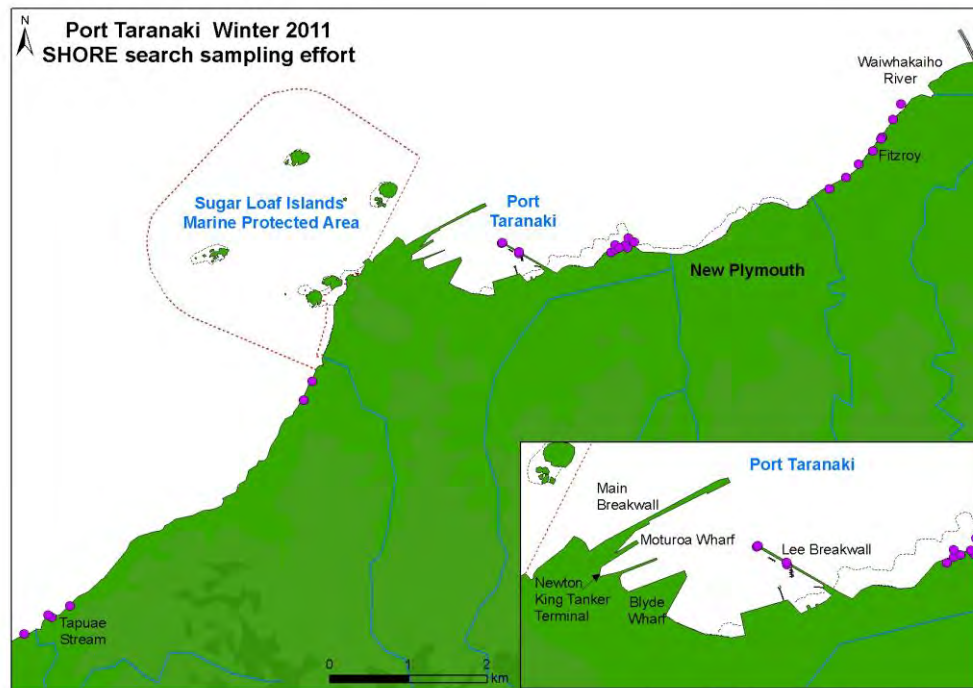 N
Port Taranaki Winter 2011
SHORE search sampling effort
Waiwhakaiho
River
Fitzroy
Sugar Loaf Islands
Marine Protected Area
Port
Taranaki
New Plymouth
Tapuae
Stream
0 1 2
km
Port Taranaki
Main
Breakwall
Moturoa Wharf
Lee Breakwall
Newton
King Tanker
Terminal
Blyde
Wharf